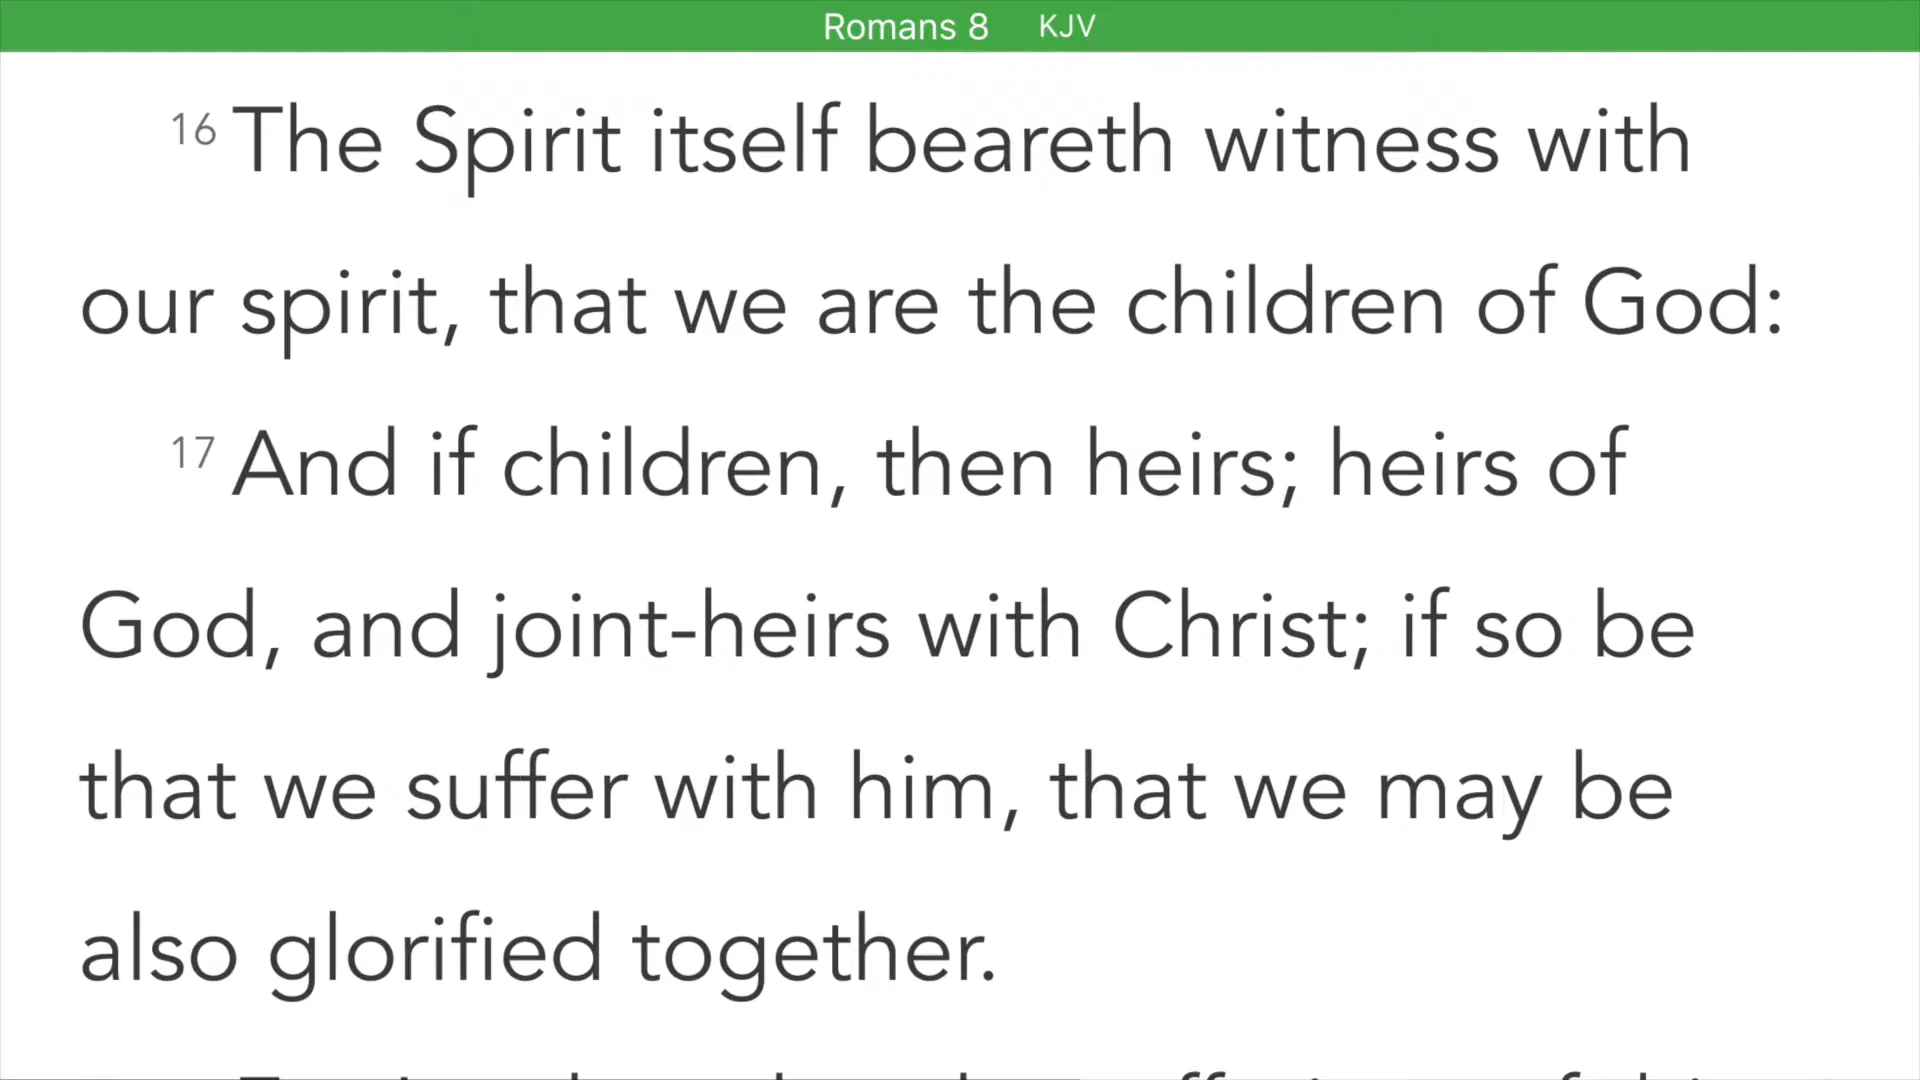 Romans 8 KJV
16 The Spirit itself beareth witness with
our spirit, that we are the children of God:
17 And if children, then heirs; heirs of
God, and joint-heirs with Christ; if so be
that we suffer with him, that we may be
also glorified together.